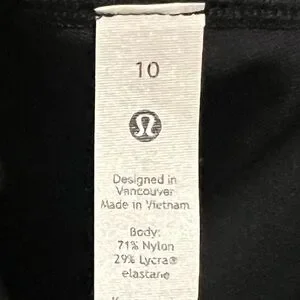 10
Designed in
Vancouver
Made in Vietnam
Body:
71% Nylon
29% Lycra®
elastane